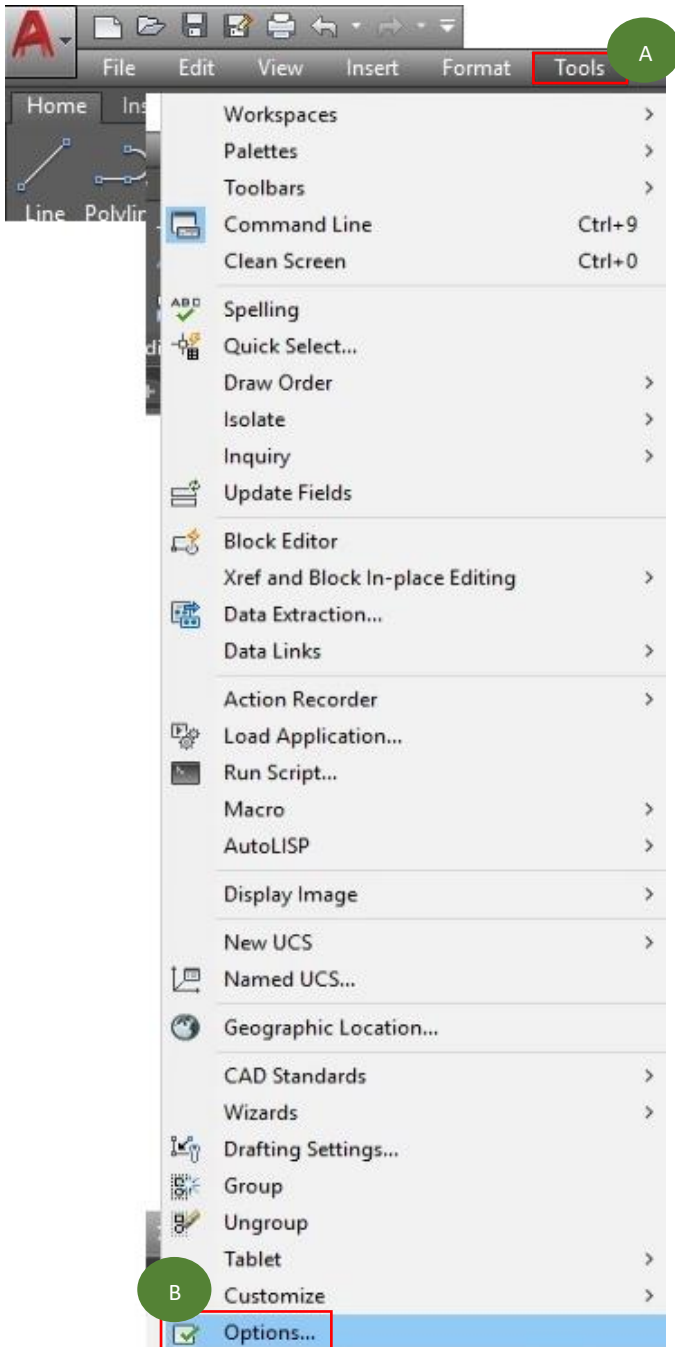 A
File Edit View Insert Format Tools
Home Ins
Line Polylin
Workspaces
Palettes
Toolbars
Command Line Ctrl+9
Clean Screen Ctrl+0
ABC
Spelling
Quick Select...
Draw Order
Isolate
Inquiry
Update Fields
Block Editor
Xref and Block In-place Editing
Data Extraction...
Data Links
Action Recorder
Load Application...
Run Script...
Macro
AutoLISP
Display Image
New UCS
Named UCS...
Geographic Location...
CAD Standards
Wizards
Drafting Settings...
Group
Ungroup
Tablet
B
Customize
Options...